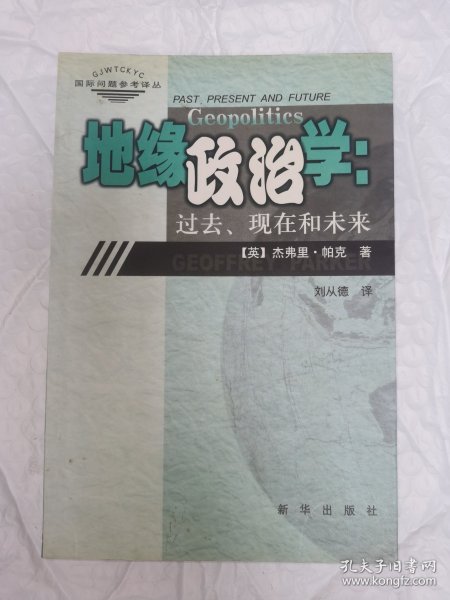 GJWTCKYC
国际问题参考译丛
PAST, PRESENT AND FUTURE
Geopolitics
地缘政治学：
过去、现在和未来
【英】杰弗里·帕克 著
GEOFFREY PARKER
刘从德 译
新华出版社
孔夫子旧书网
www.kongfz.com